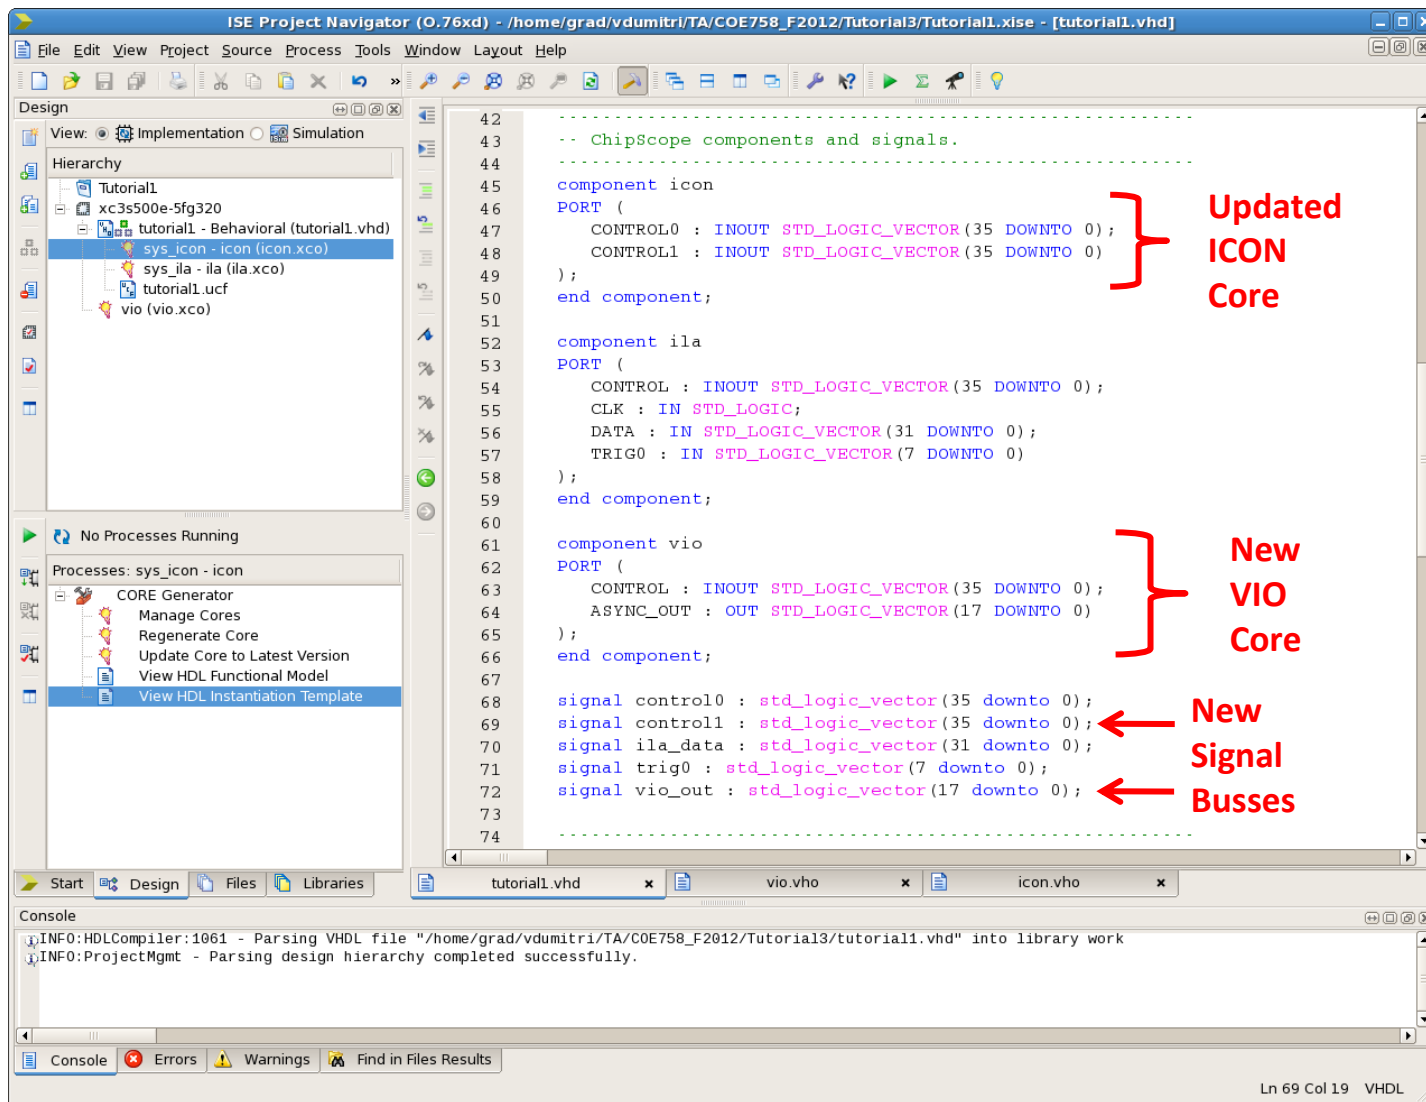 ISE Project Navigator (O.76xd) - /home/grad/vdumitri/TA/COE758_F2012/Tutorial3/Tutorial1.xise - [tutorial1.vhd]
File Edit View Project Source Process Tools Window Layout Help
»
Design
View: Implementation Simulation
Hierarchy
Tutorial1
xc3s500e-5fg320
tutorial1 - Behavioral (tutorial1.vhd)
sys_icon - icon (icon.xco)
sys_ila - ila (ila.xco)
tutorial1.ucf
vio (vio.xco)
No Processes Running
Processes: sys_icon - icon
CORE Generator
Manage Cores
Regenerate Core
Update Core to Latest Version
View HDL Functional Model
View HDL Instantiation Template
Start Design Files Libraries
42 ---------------------------------------------------------
43 -- ChipScope components and signals.
44 ---------------------------------------------------------
45 component icon
46 PORT (
47 CONTROL0 : INOUT STD_LOGIC_VECTOR(35 DOWNTO 0);
48 CONTROL1 : INOUT STD_LOGIC_VECTOR(35 DOWNTO 0)
49 );
50 end component;
51
52 component ila
53 PORT (
54 CONTROL : INOUT STD_LOGIC_VECTOR(35 DOWNTO 0);
55 CLK : IN STD_LOGIC;
56 DATA : IN STD_LOGIC_VECTOR(31 DOWNTO 0);
57 TRIG0 : IN STD_LOGIC_VECTOR(7 DOWNTO 0)
58 );
59 end component;
60
61 component vio
62 PORT (
63 CONTROL : INOUT STD_LOGIC_VECTOR(35 DOWNTO 0);
64 ASYNC_OUT : OUT STD_LOGIC_VECTOR(17 DOWNTO 0)
65 );
66 end component;
67
68 signal control0 : std_logic_vector(35 downto 0);
69 signal control1 : std_logic_vector(35 downto 0);
70 signal ila_data : std_logic_vector(31 downto 0);
71 signal trig0 : std_logic_vector(7 downto 0);
72 signal vio_out : std_logic_vector(17 downto 0);
73
74 ---------------------------------------------------------
Updated
ICON
Core
New
VIO
Core
New
Signal
Busses
tutorial1.vhd vio.vho icon.vho
Console
INFO:HDLCompiler:1061 - Parsing VHDL file "/home/grad/vdumitri/TA/COE758_F2012/Tutorial3/tutorial1.vhd" into library work
INFO:ProjectMgmt - Parsing design hierarchy completed successfully.
Console Errors Warnings Find in Files Results
Ln 69 Col 19 VHDL